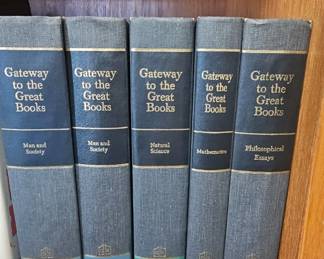 Gateway
to the
Great
Books
Man and
Society
Gateway
to the
Great
Books
Man and
Society
Gateway
to the
Great
Books
Natural
Science
Gateway
to the
Great
Books
Mathematics
Gateway
to the
Great
Books
Philosophical
Essays